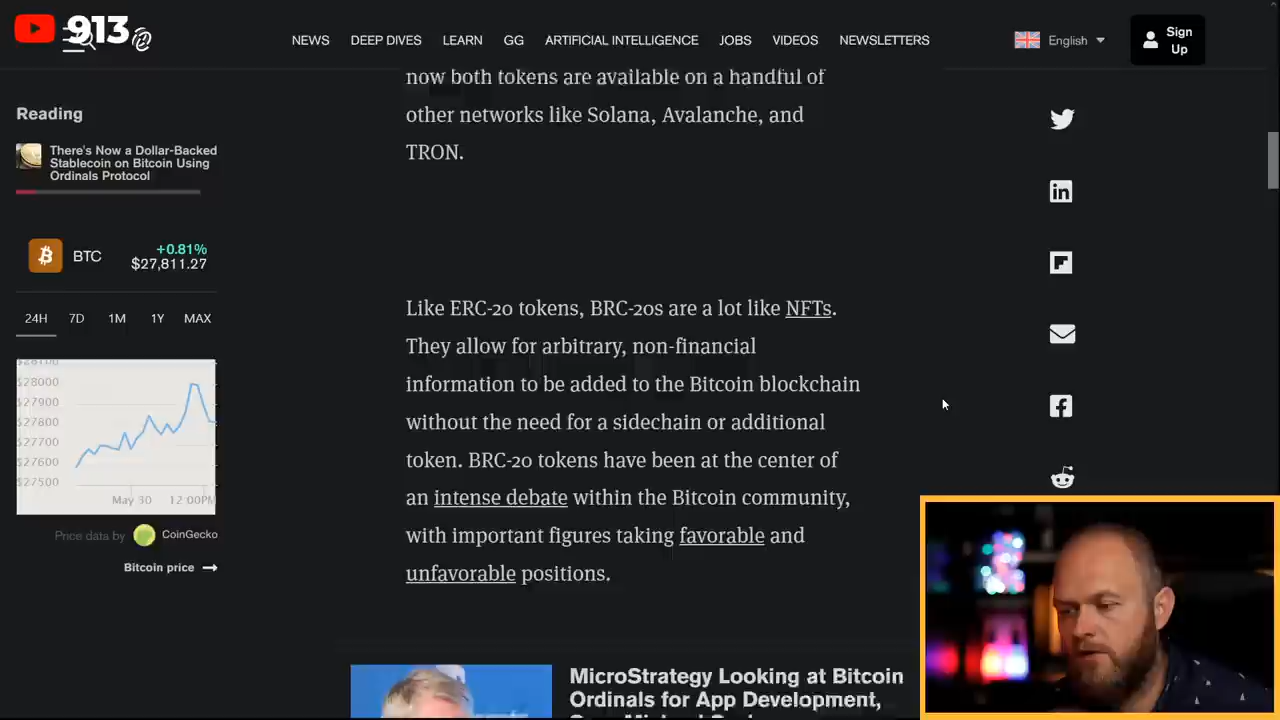 913
NEWS DEEP DIVES LEARN GG ARTIFICIAL INTELLIGENCE JOBS VIDEOS NEWSLETTERS
English
Sign
Up
Reading
There's Now a Dollar-Backed
Stablecoin on Bitcoin Using
Ordinals Protocol
BTC
+0.81%
$27,811.27
24H 7D 1M 1Y MAX
$28000
$27900
$27800
$27700
$27600
$27500
May 30 12:00PM
Price data by CoinGecko
Bitcoin price
now both tokens are available on a handful of
other networks like Solana, Avalanche, and
TRON.
Like ERC-20 tokens, BRC-20s are a lot like NFTs.
They allow for arbitrary, non-financial
information to be added to the Bitcoin blockchain
without the need for a sidechain or additional
token. BRC-20 tokens have been at the center of
an intense debate within the Bitcoin community,
with important figures taking favorable and
unfavorable positions.
MicroStrategy Looking at Bitcoin
Ordinals for App Development,